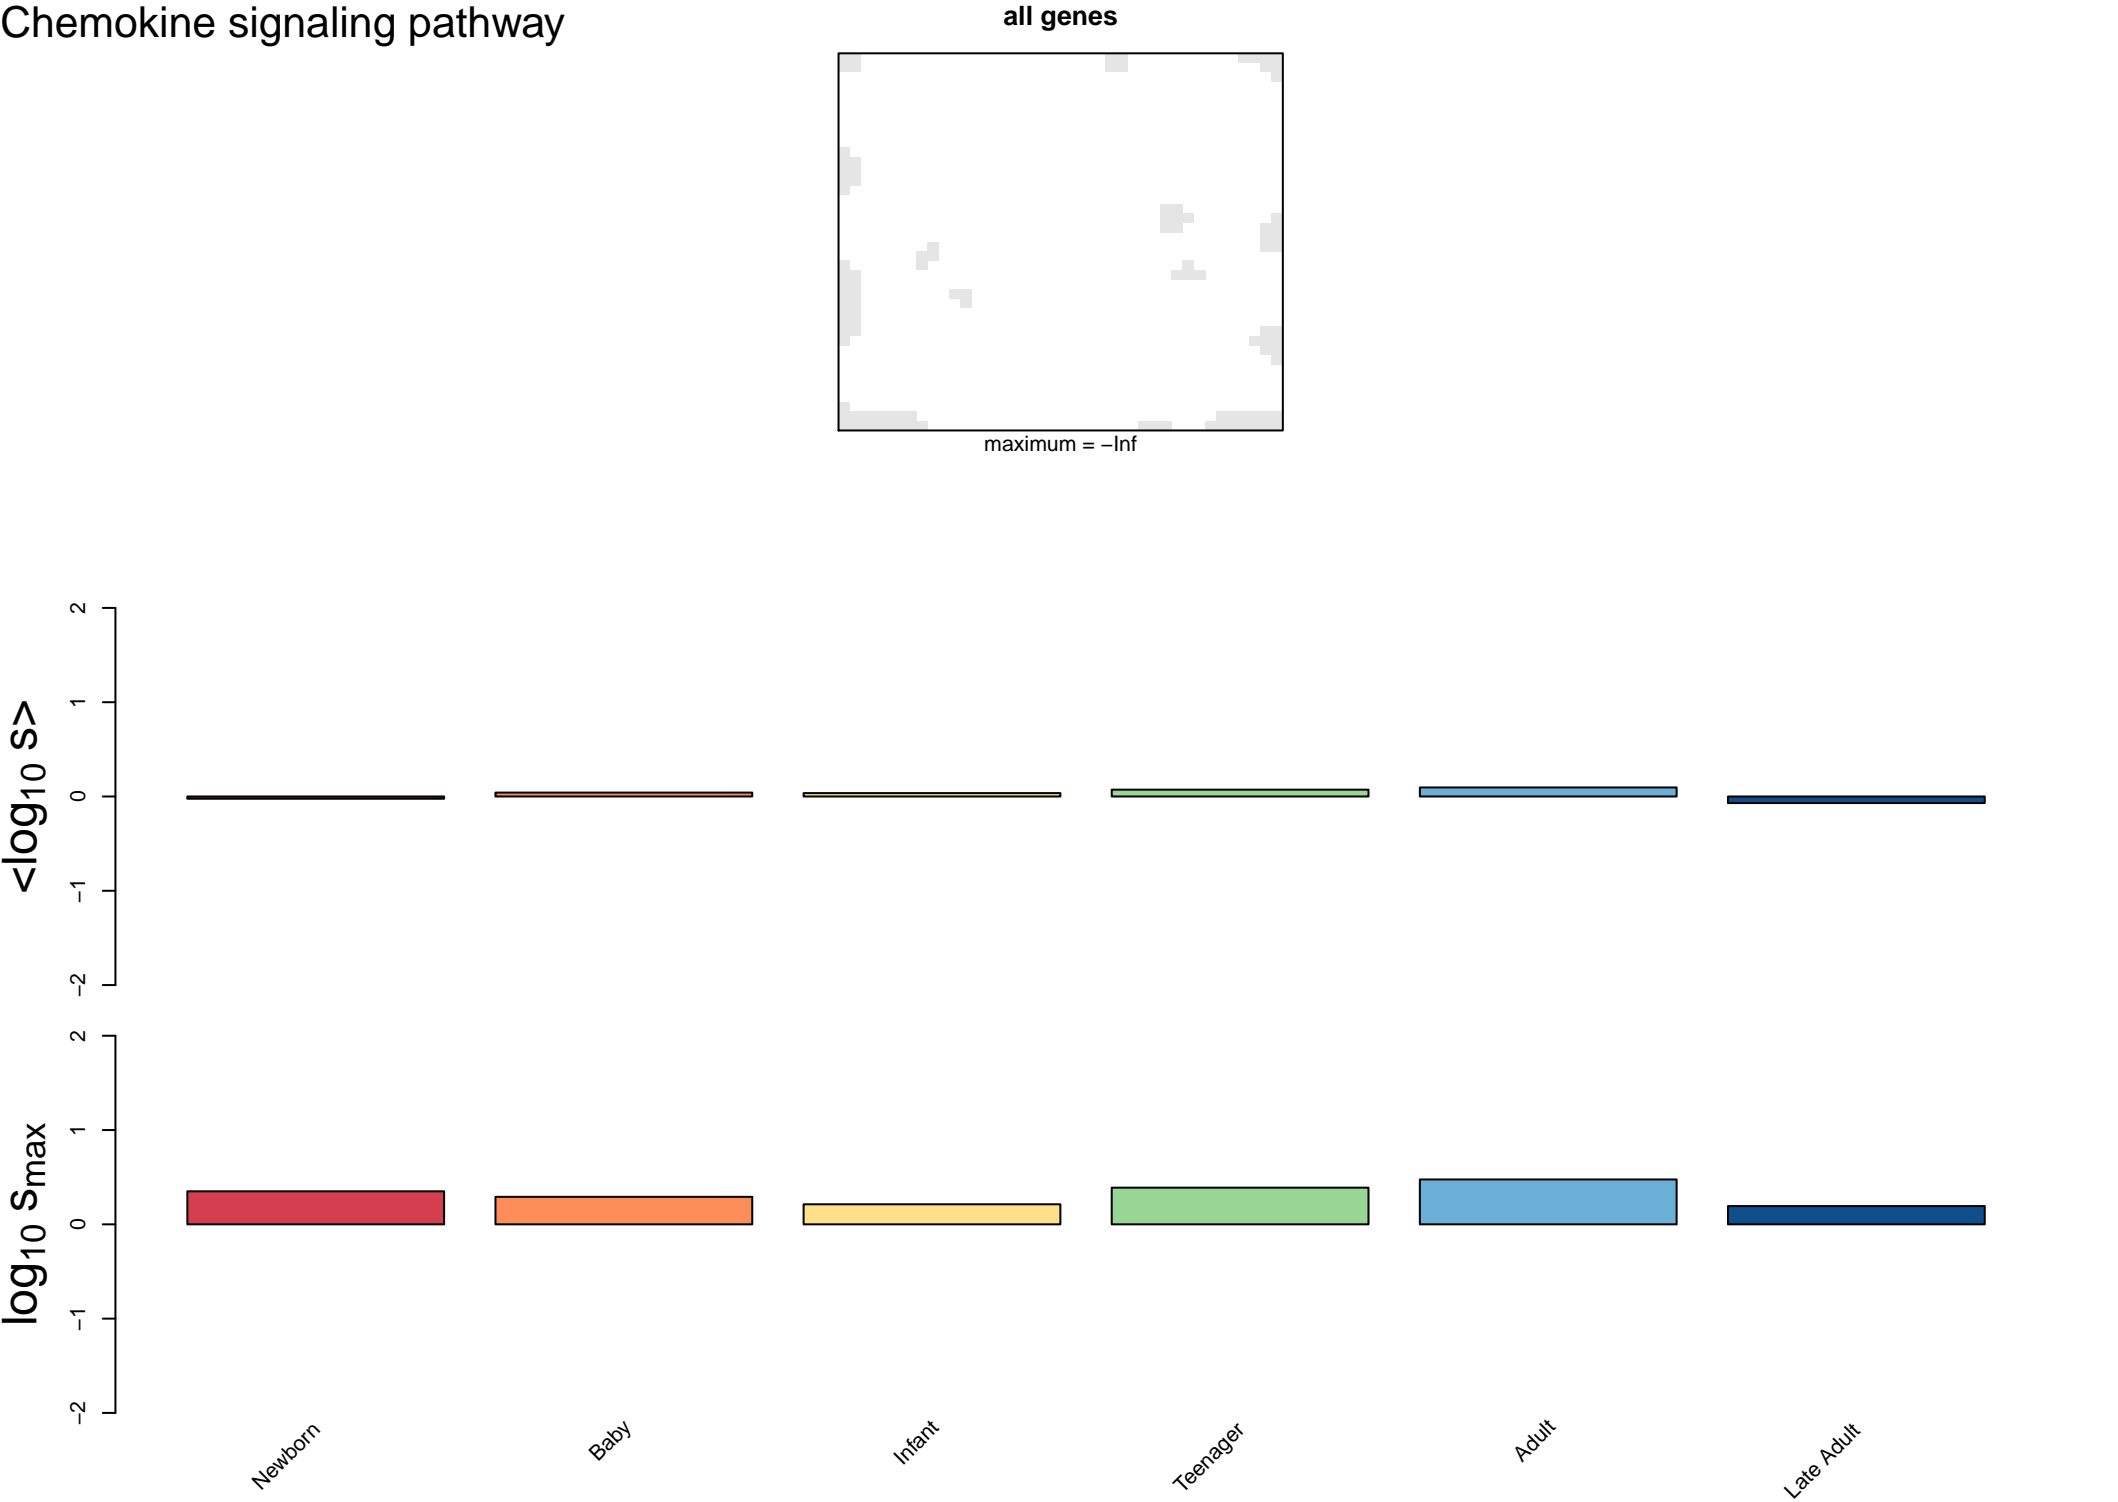 Chemokine signaling pathway
all genes
maximum = −Inf
<log10 s>
2
1
0
−1
−2
log10 smax
2
1
0
−1
−2
Newborn
Baby
Infant
Teenager
Adult
Late Adult